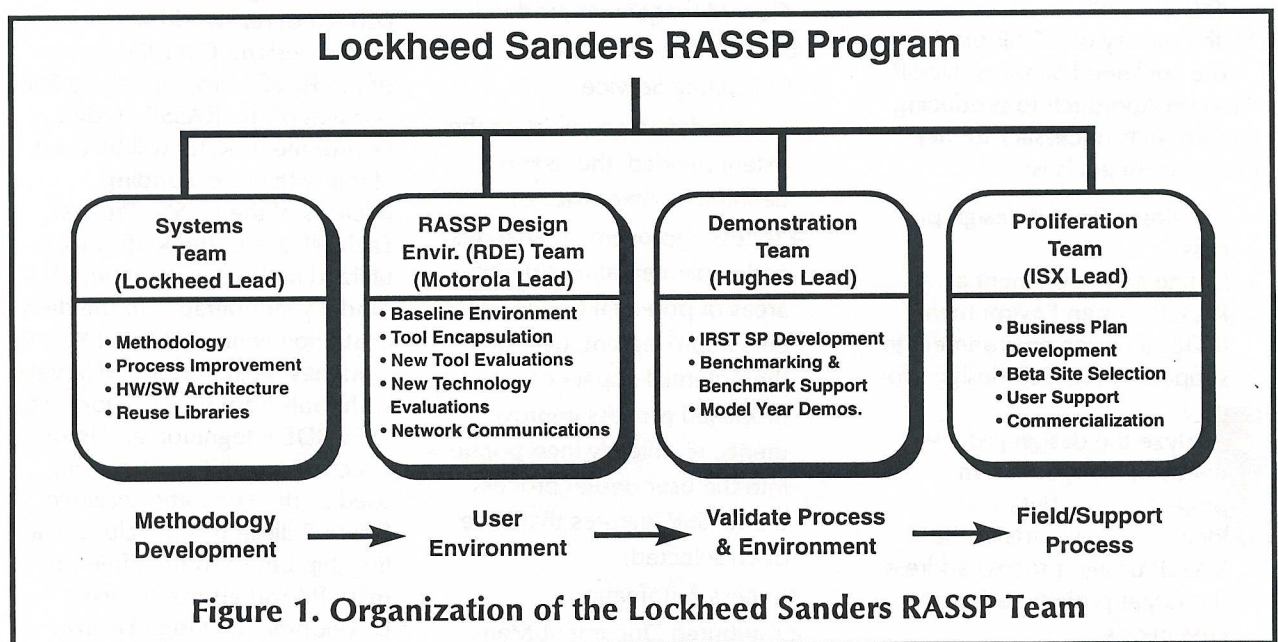 Lockheed Sanders RASSP Program
Systems
Team
(Lockheed Lead)
• Methodology
• Process Improvement
• HW/SW Architecture
• Reuse Libraries
RASSP Design
Envir. (RDE) Team
(Motorola Lead)
• Baseline Environment
Tool Encapsulation
• New Tool Evaluations
• New Technology
Evaluations
• Network Communications
Demonstration
Team
(Hughes Lead)
• IRST SP Development
• Benchmarking &
Benchmark Support
• Model Year Demos.
Proliferation
Team
(ISX Lead)
• Business Plan
Development
• Beta Site Selection
• User Support
• Commercialization
Methodology
Development
User
Environment
Validate Process
& Environment
Field/Support
Process
Figure 1. Organization of the Lockheed Sanders RASSP Team